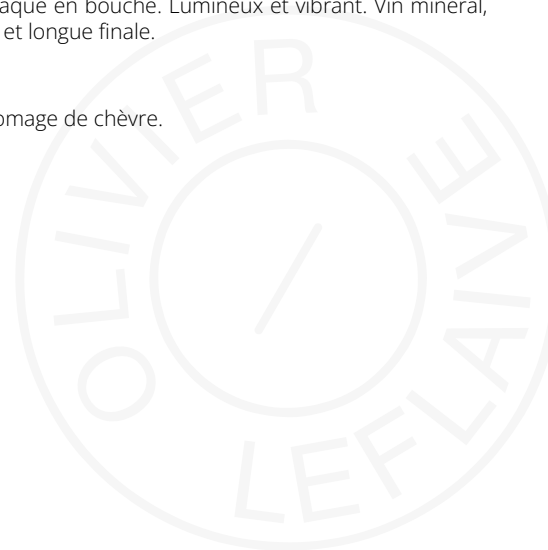 aque en bouche. Lumineux et vibrant. Vin minéral,
et longue finale.
omage de chèvre.
OLIVIER LEFLAIVE